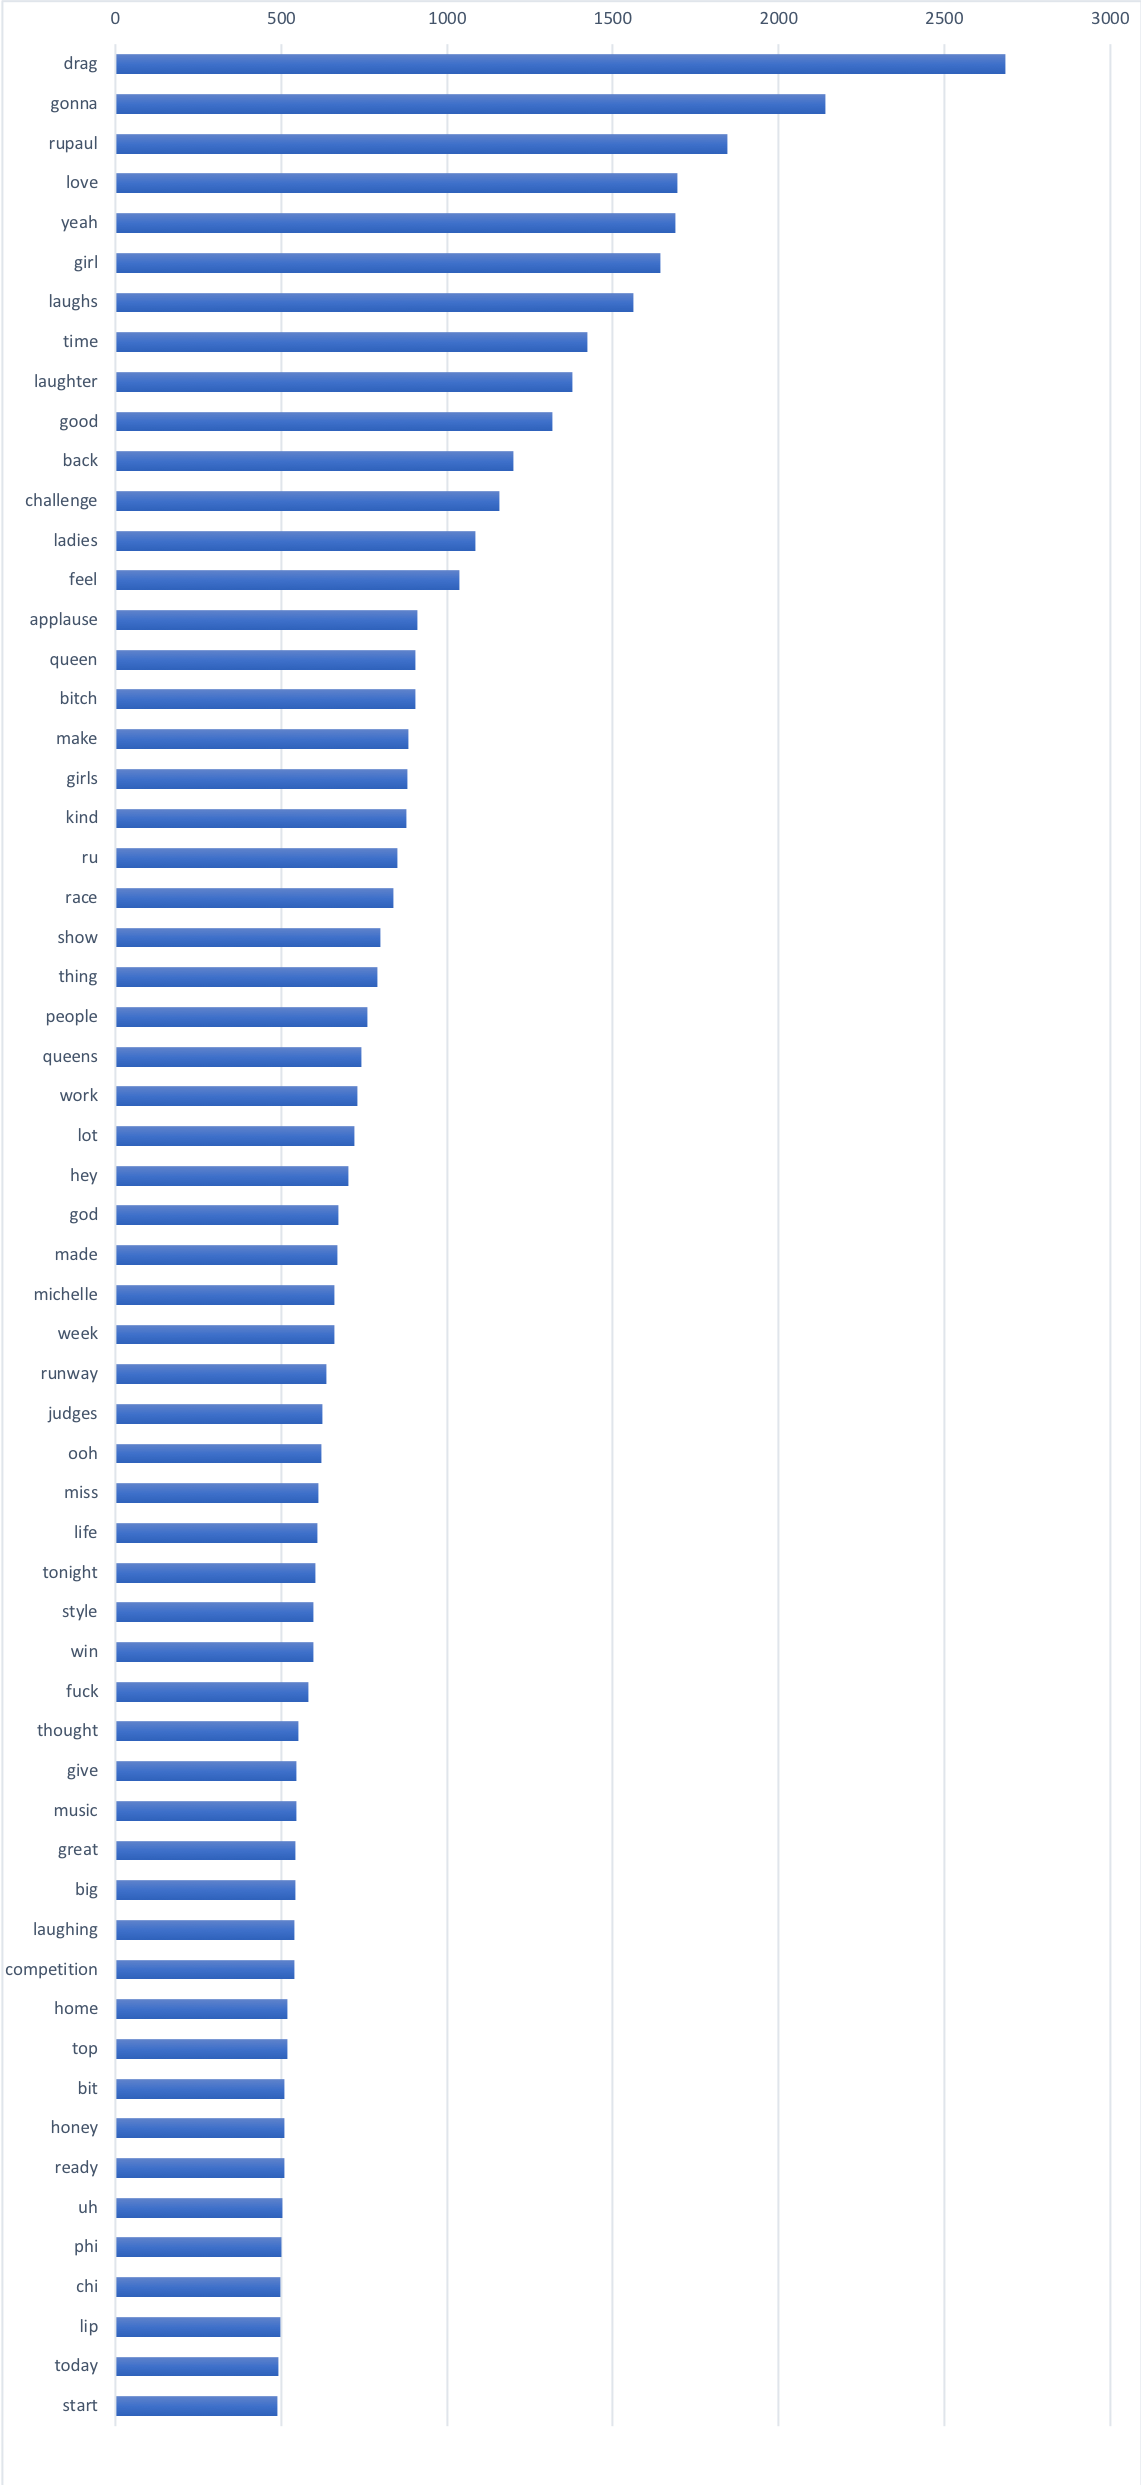 0 500 1000 1500 2000 2500 3000
drag
gonna
rupaul
love
yeah
girl
laughs
time
laughter
good
back
challenge
ladies
feel
applause
queen
bitch
make
girls
kind
ru
race
show
thing
people
queens
work
lot
hey
god
made
michelle
week
runway
judges
ooh
miss
life
tonight
style
win
fuck
thought
give
music
great
big
laughing
competition
home
top
bit
honey
ready
uh
phi
chi
lip
today
start